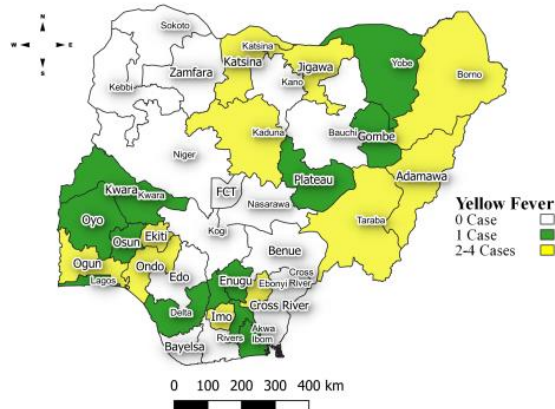 N
W E
S
Sokoto
Katsina
Katsina
Zamfara
Jigawa
Yobe
Kebbi
Kano
Borno
Kaduna
Bauchi
Gombe
Niger
Adamawa
Plateau
Kwara
Kwara
FCT
Nasarawa
Taraba
Oyo
Kogi
Osun
Ekiti
Benue
Ogun
Ondo
Edo
Lagos
Enugu
Ebonyi
Cross
River
Cross River
Delta
Imo
Akwa
Ibom
Rivers
Bayelsa
Yellow Fever
0 Case
1 Case
2-4 Cases
0 100 200 300 400 km